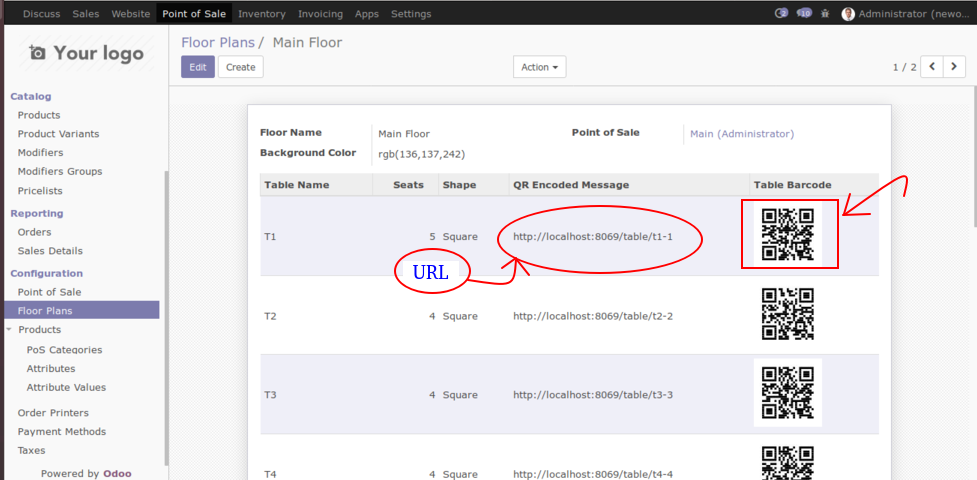 Discuss Sales Website Point of Sale Inventory Invoicing Apps Settings 2 10 Administrator (newo...
Your logo
Floor Plans / Main Floor
Edit Create Action 1 / 2
Catalog
Products
Product Variants
Modifiers
Modifiers Groups
Pricelists
Reporting
Orders
Sales Details
Configuration
Point of Sale
Floor Plans
Products
PoS Categories
Attributes
Attribute Values
Order Printers
Payment Methods
Taxes
Powered by Odoo
Floor Name Main Floor Point of Sale Main (Administrator)
Background Color rgb(136,137,242)
Table Name Seats Shape QR Encoded Message Table Barcode
T1 5 Square http://localhost:8069/table/t1-1
URL
T2 4 Square http://localhost:8069/table/t2-2
T3 4 Square http://localhost:8069/table/t3-3
T4 4 Square http://localhost:8069/table/t4-4